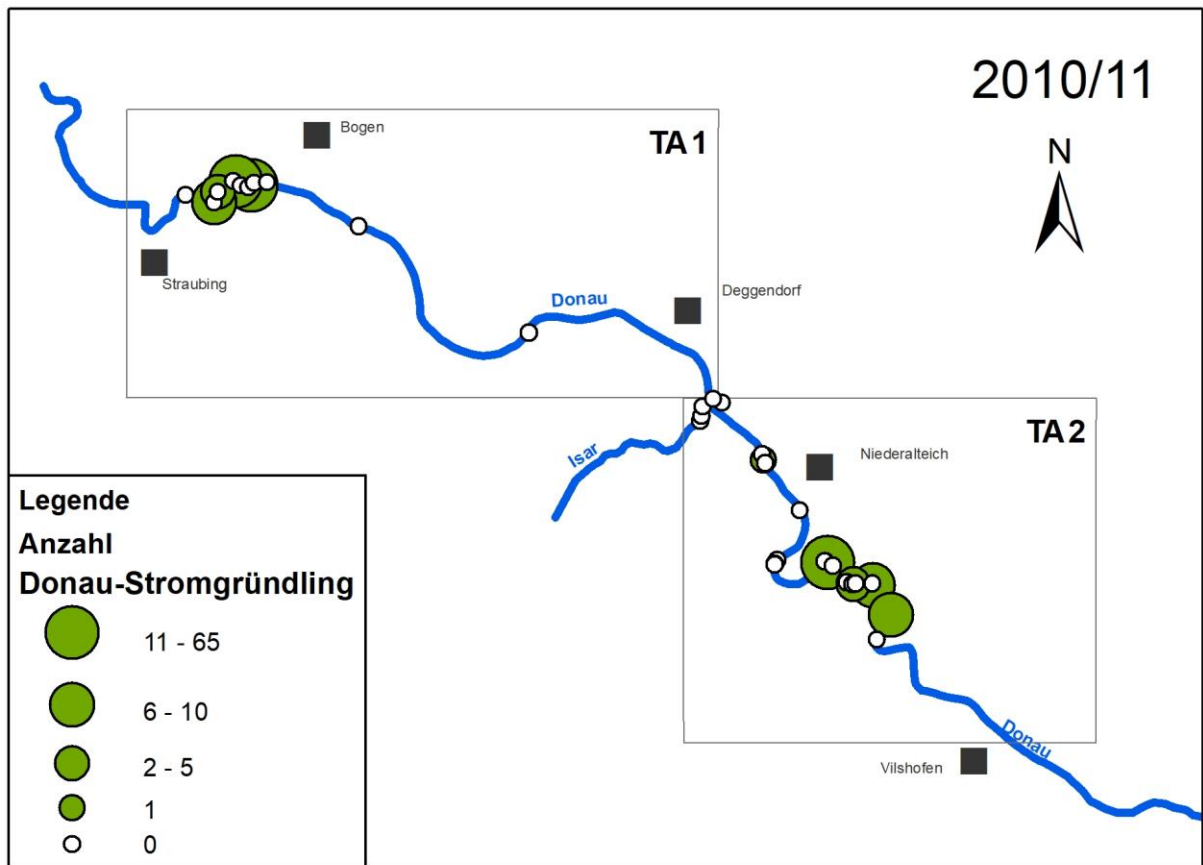 2010/11
N
Bogen
TA 1
Straubing
Donau
Deggendorf
Isar
TA 2
Niederalteich
Donau
Vilshofen
Legende
Anzahl
Donau-Stromgründling
11 - 65
6 - 10
2 - 5
1
0